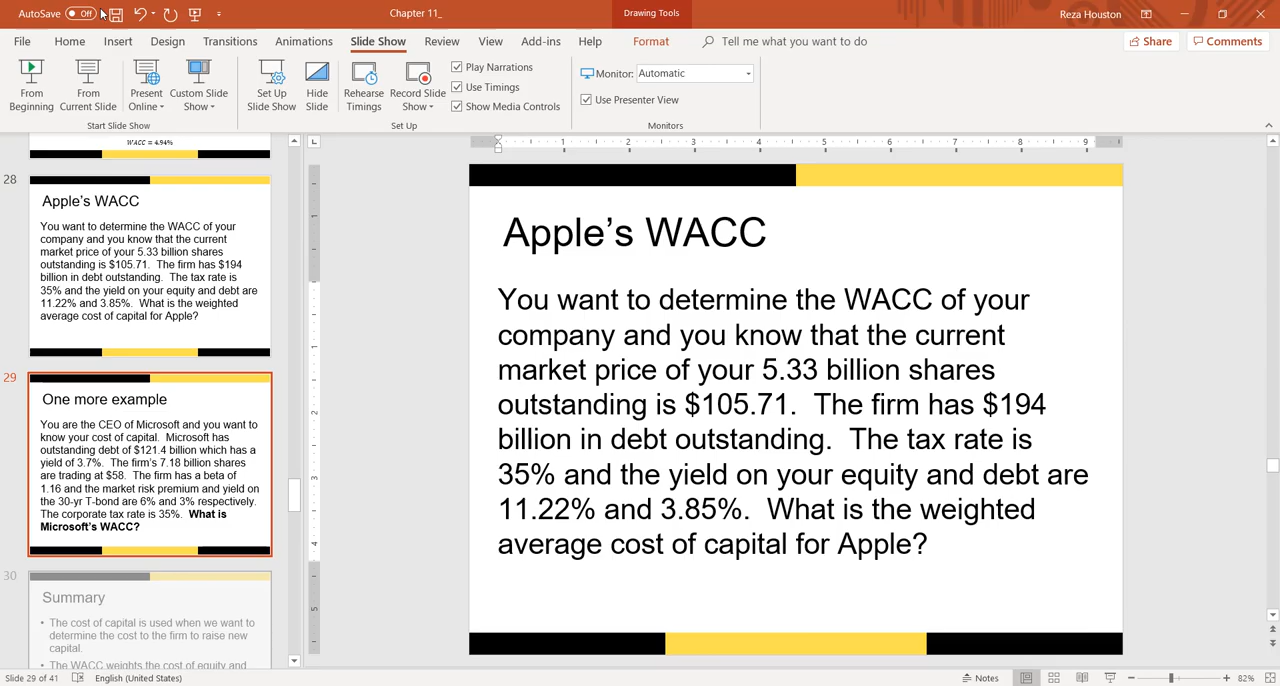 AutoSave Off
Chapter 11_
Drawing Tools
Reza Houston
File Home Insert Design Transitions Animations Slide Show Review View Add-ins Help Format Tell me what you want to do Share Comments
From Beginning
From Current Slide
Present Online
Custom Slide Show
Set Up Slide Show
Hide Slide
Rehearse Timings
Record Slide Show
Play Narrations
Use Timings
Show Media Controls
Monitor: Automatic
Use Presenter View
Start Slide Show
Set Up
Monitors
WACC = 4.94%
28
Apple's WACC
You want to determine the WACC of your
company and you know that the current
market price of your 5.33 billion shares
outstanding is $105.71. The firm has $194
billion in debt outstanding. The tax rate is
35% and the yield on your equity and debt are
11.22% and 3.85%. What is the weighted
average cost of capital for Apple?
29
One more example
You are the CEO of Microsoft and you want to
know your cost of capital. Microsoft has
outstanding debt of $121.4 billion which has a
yield of 3.7%. The firm's 7.18 billion shares
are trading at $58. The firm has a beta of
1.16 and the market risk premium and yield on
the 30-yr T-bond are 6% and 3% respectively.
The corporate tax rate is 35%. What is
Microsoft's WACC?
30
Summary
• The cost of capital is used when we want to
determine the cost to the firm to raise new
capital.
• The WACC weights the cost of equity and
1 2 3 4 5 6 7 8 9
1
1
2
3
4
5
Apple's WACC
You want to determine the WACC of your
company and you know that the current
market price of your 5.33 billion shares
outstanding is $105.71. The firm has $194
billion in debt outstanding. The tax rate is
35% and the yield on your equity and debt are
11.22% and 3.85%. What is the weighted
average cost of capital for Apple?
Slide 29 of 41
English (United States)
Notes
82%